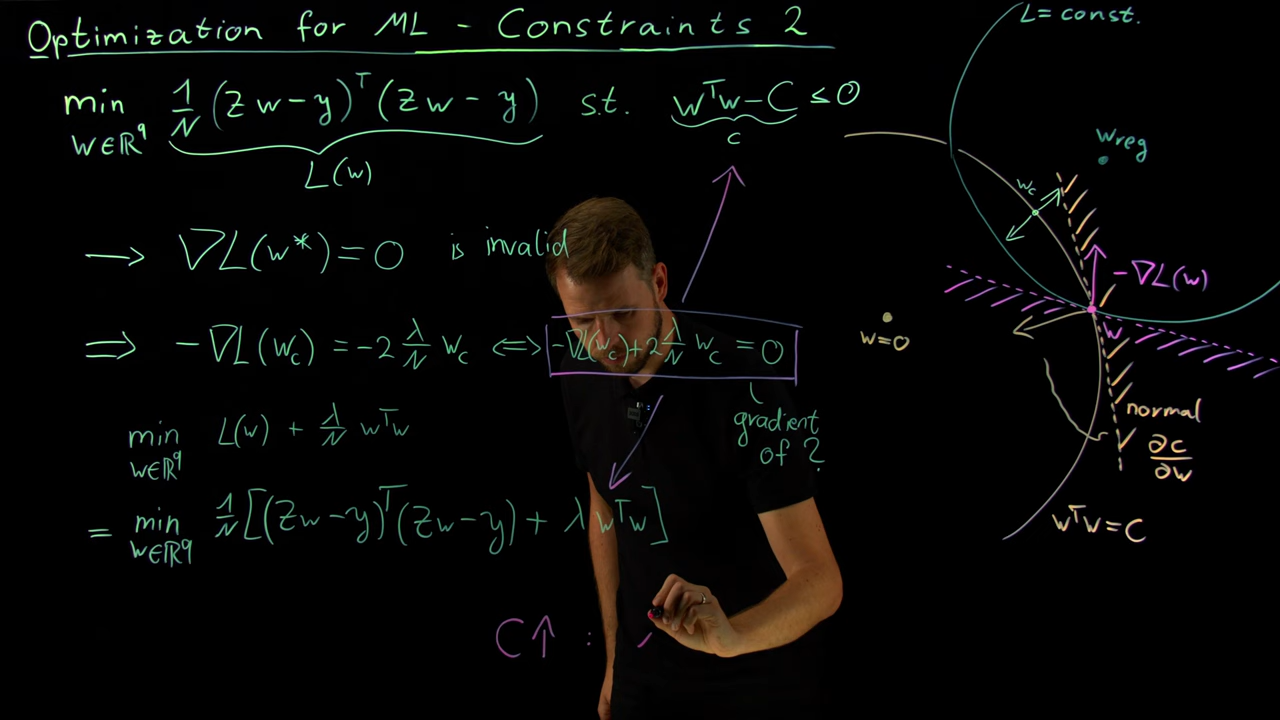 Optimization for ML - Constraints 2
min w∈ℝ^q 1/N (Zw-y)^T (Zw-y) s.t. w^T w - C ≤ 0
L(w) c
→ ∇L(w*) = 0 is invalid
⇒ -∇L(w_c) = -2 λ/N w_c ⇔ -∇L(w_c) + 2 λ/N w_c = 0
gradient
of ?
min w∈ℝ^q L(w) + λ/N w^T w
= min w∈ℝ^q 1/N [(Zw-y)^T (Zw-y) + λ w^T w]
C↑ :
L = const.
w_reg
w_c
-∇L(w)
w
w=0
normal
∂c/∂w
w^T w = C